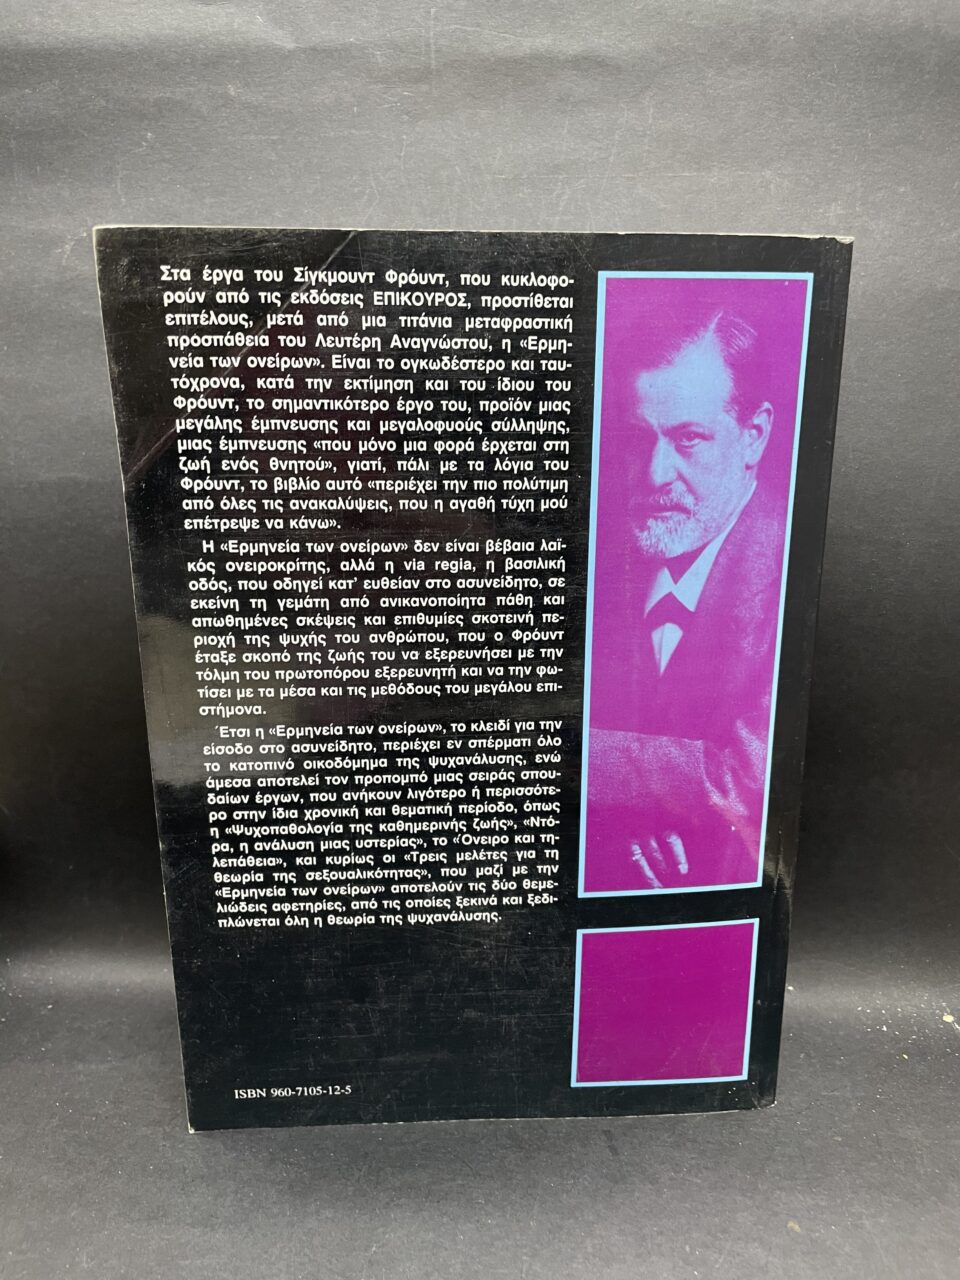 Στα έργα του Σίγκμουντ Φρόυντ, που κυκλοφο-
ρούν από τις εκδόσεις ΕΠΙΚΟΥΡΟΣ, προστίθεται
επιτέλους, μετά από μια τιτάνια μεταφραστική
προσπάθεια του Λευτέρη Αναγνώστου, η «Ερμη-
νεία των ονείρων». Είναι το ογκωδέστερο και ταυ-
τόχρονα, κατά την εκτίμηση και του ίδιου του
Φρόυντ, το σημαντικότερο έργο του, προϊόν μιας
μεγάλης έμπνευσης και μεγαλοφυούς σύλληψης,
μιας έμπνευσης «που μόνο μια φορά έρχεται στη
ζωή ενός θνητού», γιατί, πάλι με τα λόγια του
Φρόυντ, το βιβλίο αυτό «περιέχει την πιο πολύτιμη
από όλες τις ανακαλύψεις, που η αγαθή τύχη μού
επέτρεψε να κάνω».
Η «Ερμηνεία των ονείρων» δεν είναι βέβαια λαϊ-
κός ονειροκρίτης, αλλά η via regia, η βασιλική
οδός, που οδηγεί κατ' ευθείαν στο ασυνείδητο, σε
εκείνη τη γεμάτη από ανικανοποίητα πάθη και
απωθημένες σκέψεις και επιθυμίες σκοτεινή πε-
ριοχή της ψυχής του ανθρώπου, που ο Φρόυντ
έταξε σκοπό της ζωής του να εξερευνήσει με την
τόλμη του πρωτοπόρου εξερευνητή και να την φω-
τίσει με τα μέσα και τις μεθόδους του μεγάλου επι-
στήμονα.
Έτσι η «Ερμηνεία των ονείρων», το κλειδί για την
είσοδο στο ασυνείδητο, περιέχει εν σπέρματι όλο
το κατοπινό οικοδόμημα της ψυχανάλυσης, ενώ
άμεσα αποτελεί τον προπομπό μιας σειράς σπου-
δαίων έργων, που ανήκουν λιγότερο ή περισσότε-
ρο στην ίδια χρονική και θεματική περίοδο, όπως
η «Ψυχοπαθολογία της καθημερινής ζωής», «Ντό-
ρα, η ανάλυση μιας υστερίας», το «Όνειρο και τη-
λεπάθεια», και κυρίως οι «Τρεις μελέτες για τη
θεωρία της σεξουαλικότητας», που μαζί με την
«Ερμηνεία των ονείρων» αποτελούν τις δύο θεμε-
λιώδεις αφετηρίες, από τις οποίες ξεκινά και ξεδι-
πλώνεται όλη η θεωρία της ψυχανάλυσης.
ISBN 960-7105-12-5